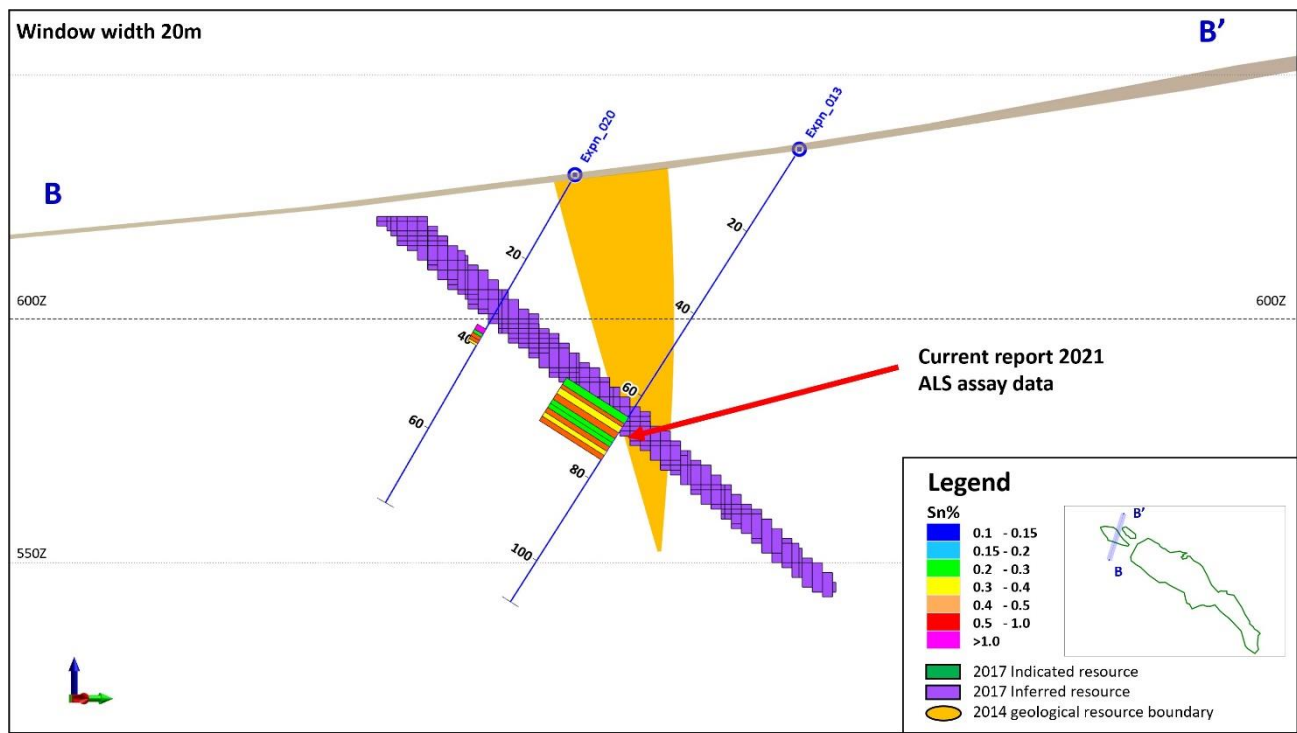 Window width 20m
B’
Expn_020
Expn_013
B
20
20
600Z
40
40
600Z
Current report 2021
ALS assay data
60
60
80
100
550Z
Legend
Sn%
0.1 - 0.15
0.15 - 0.2
0.2 - 0.3
0.3 - 0.4
0.4 - 0.5
0.5 - 1.0
>1.0
B’
B
2017 Indicated resource
2017 Inferred resource
2014 geological resource boundary